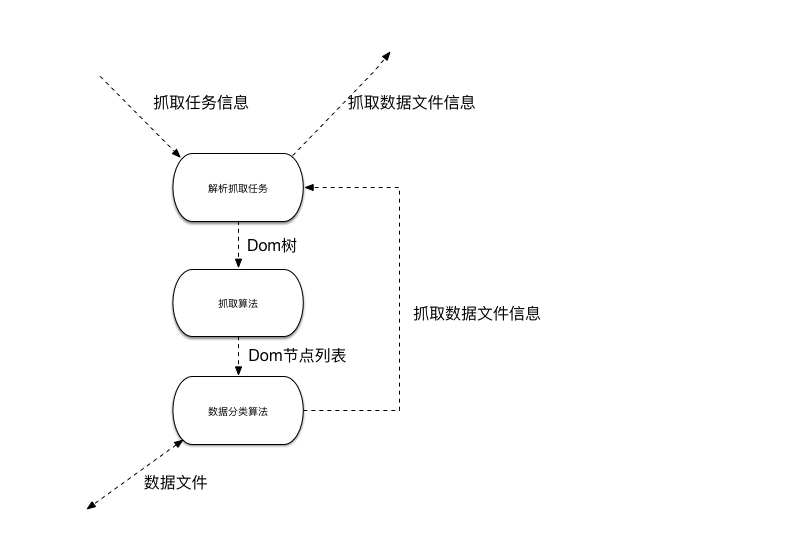 抓取任务信息
抓取数据文件信息
解析抓取任务
Dom树
抓取算法
抓取数据文件信息
Dom节点列表
数据分类算法
数据文件